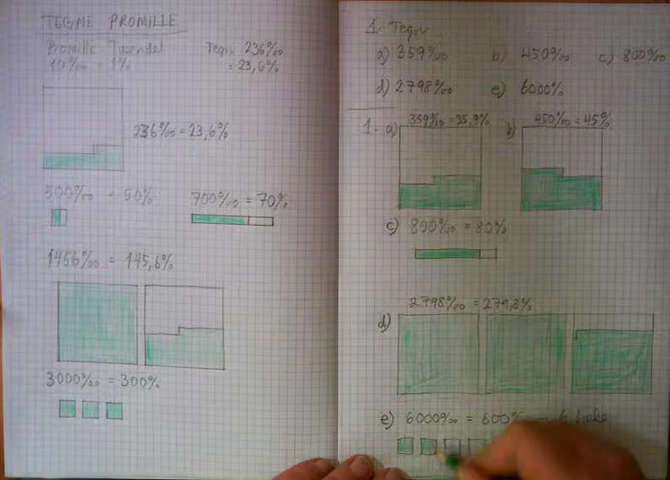 TEGNE PROMILLE
Promille Tusendel
10‰ = 1%
Tegn 236‰
= 23,6%
236‰ = 23,6%
500‰ = 50%
700‰ = 70%
1456‰ = 145,6%
3000‰ = 300%
1. Tegn
a) 359‰ b) 450‰ c) 800‰
d) 2798‰ e) 6000‰
1. a) 359‰ = 35,9% b) 450‰ = 45%
c) 800‰ = 80%
2798‰ = 279,8%
d)
e) 6000‰ = 600%